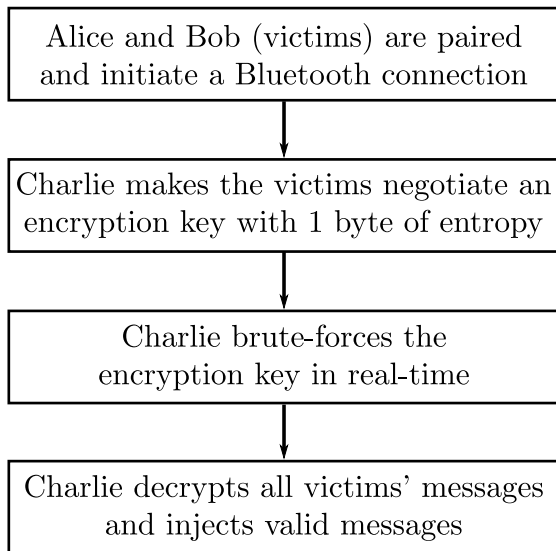 Alice and Bob (victims) are paired
and initiate a Bluetooth connection
Charlie makes the victims negotiate an
encryption key with 1 byte of entropy
Charlie brute-forces the
encryption key in real-time
Charlie decrypts all victims' messages
and injects valid messages